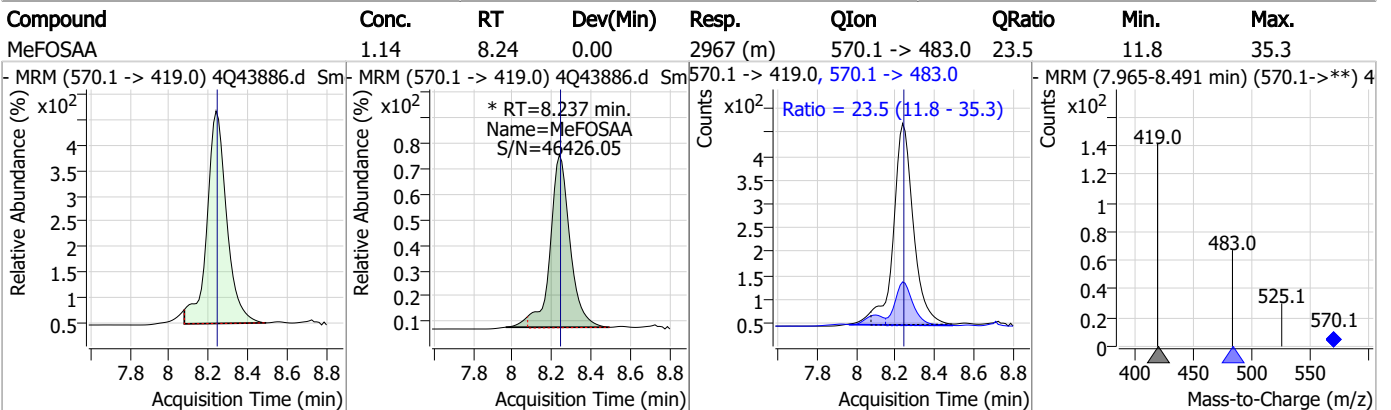 Compound Conc. RT Dev(Min) Resp. QIon QRatio Min. Max.
MeFOSAA 1.14 8.24 0.00 2967 (m) 570.1 -> 483.0 23.5 11.8 35.3
- MRM (570.1 -> 419.0) 4Q43886.d Sm
Relative Abundance (%)
x10²
4
3.5
3
2.5
2
1.5
1
0.5
7.8 8 8.2 8.4 8.6 8.8
Acquisition Time (min)
- MRM (570.1 -> 419.0) 4Q43886.d Sm
Relative Abundance (%)
x10²
* RT=8.237 min.
Name=MeFOSAA
S/N=46426.05
0.8
0.7
0.6
0.5
0.4
0.3
0.2
0.1
7.8 8 8.2 8.4 8.6 8.8
Acquisition Time (min)
570.1 -> 419.0, 570.1 -> 483.0
Counts
x10²
Ratio = 23.5 (11.8 - 35.3)
4
3.5
3
2.5
2
1.5
1
0.5
7.8 8 8.2 8.4 8.6 8.8
Acquisition Time (min)
- MRM (7.965-8.491 min) (570.1->**) 4
Counts
x10²
1.4
1.2
1
0.8
0.6
0.4
0.2
0
419.0
483.0
525.1
570.1
400 450 500 550
Mass-to-Charge (m/z)